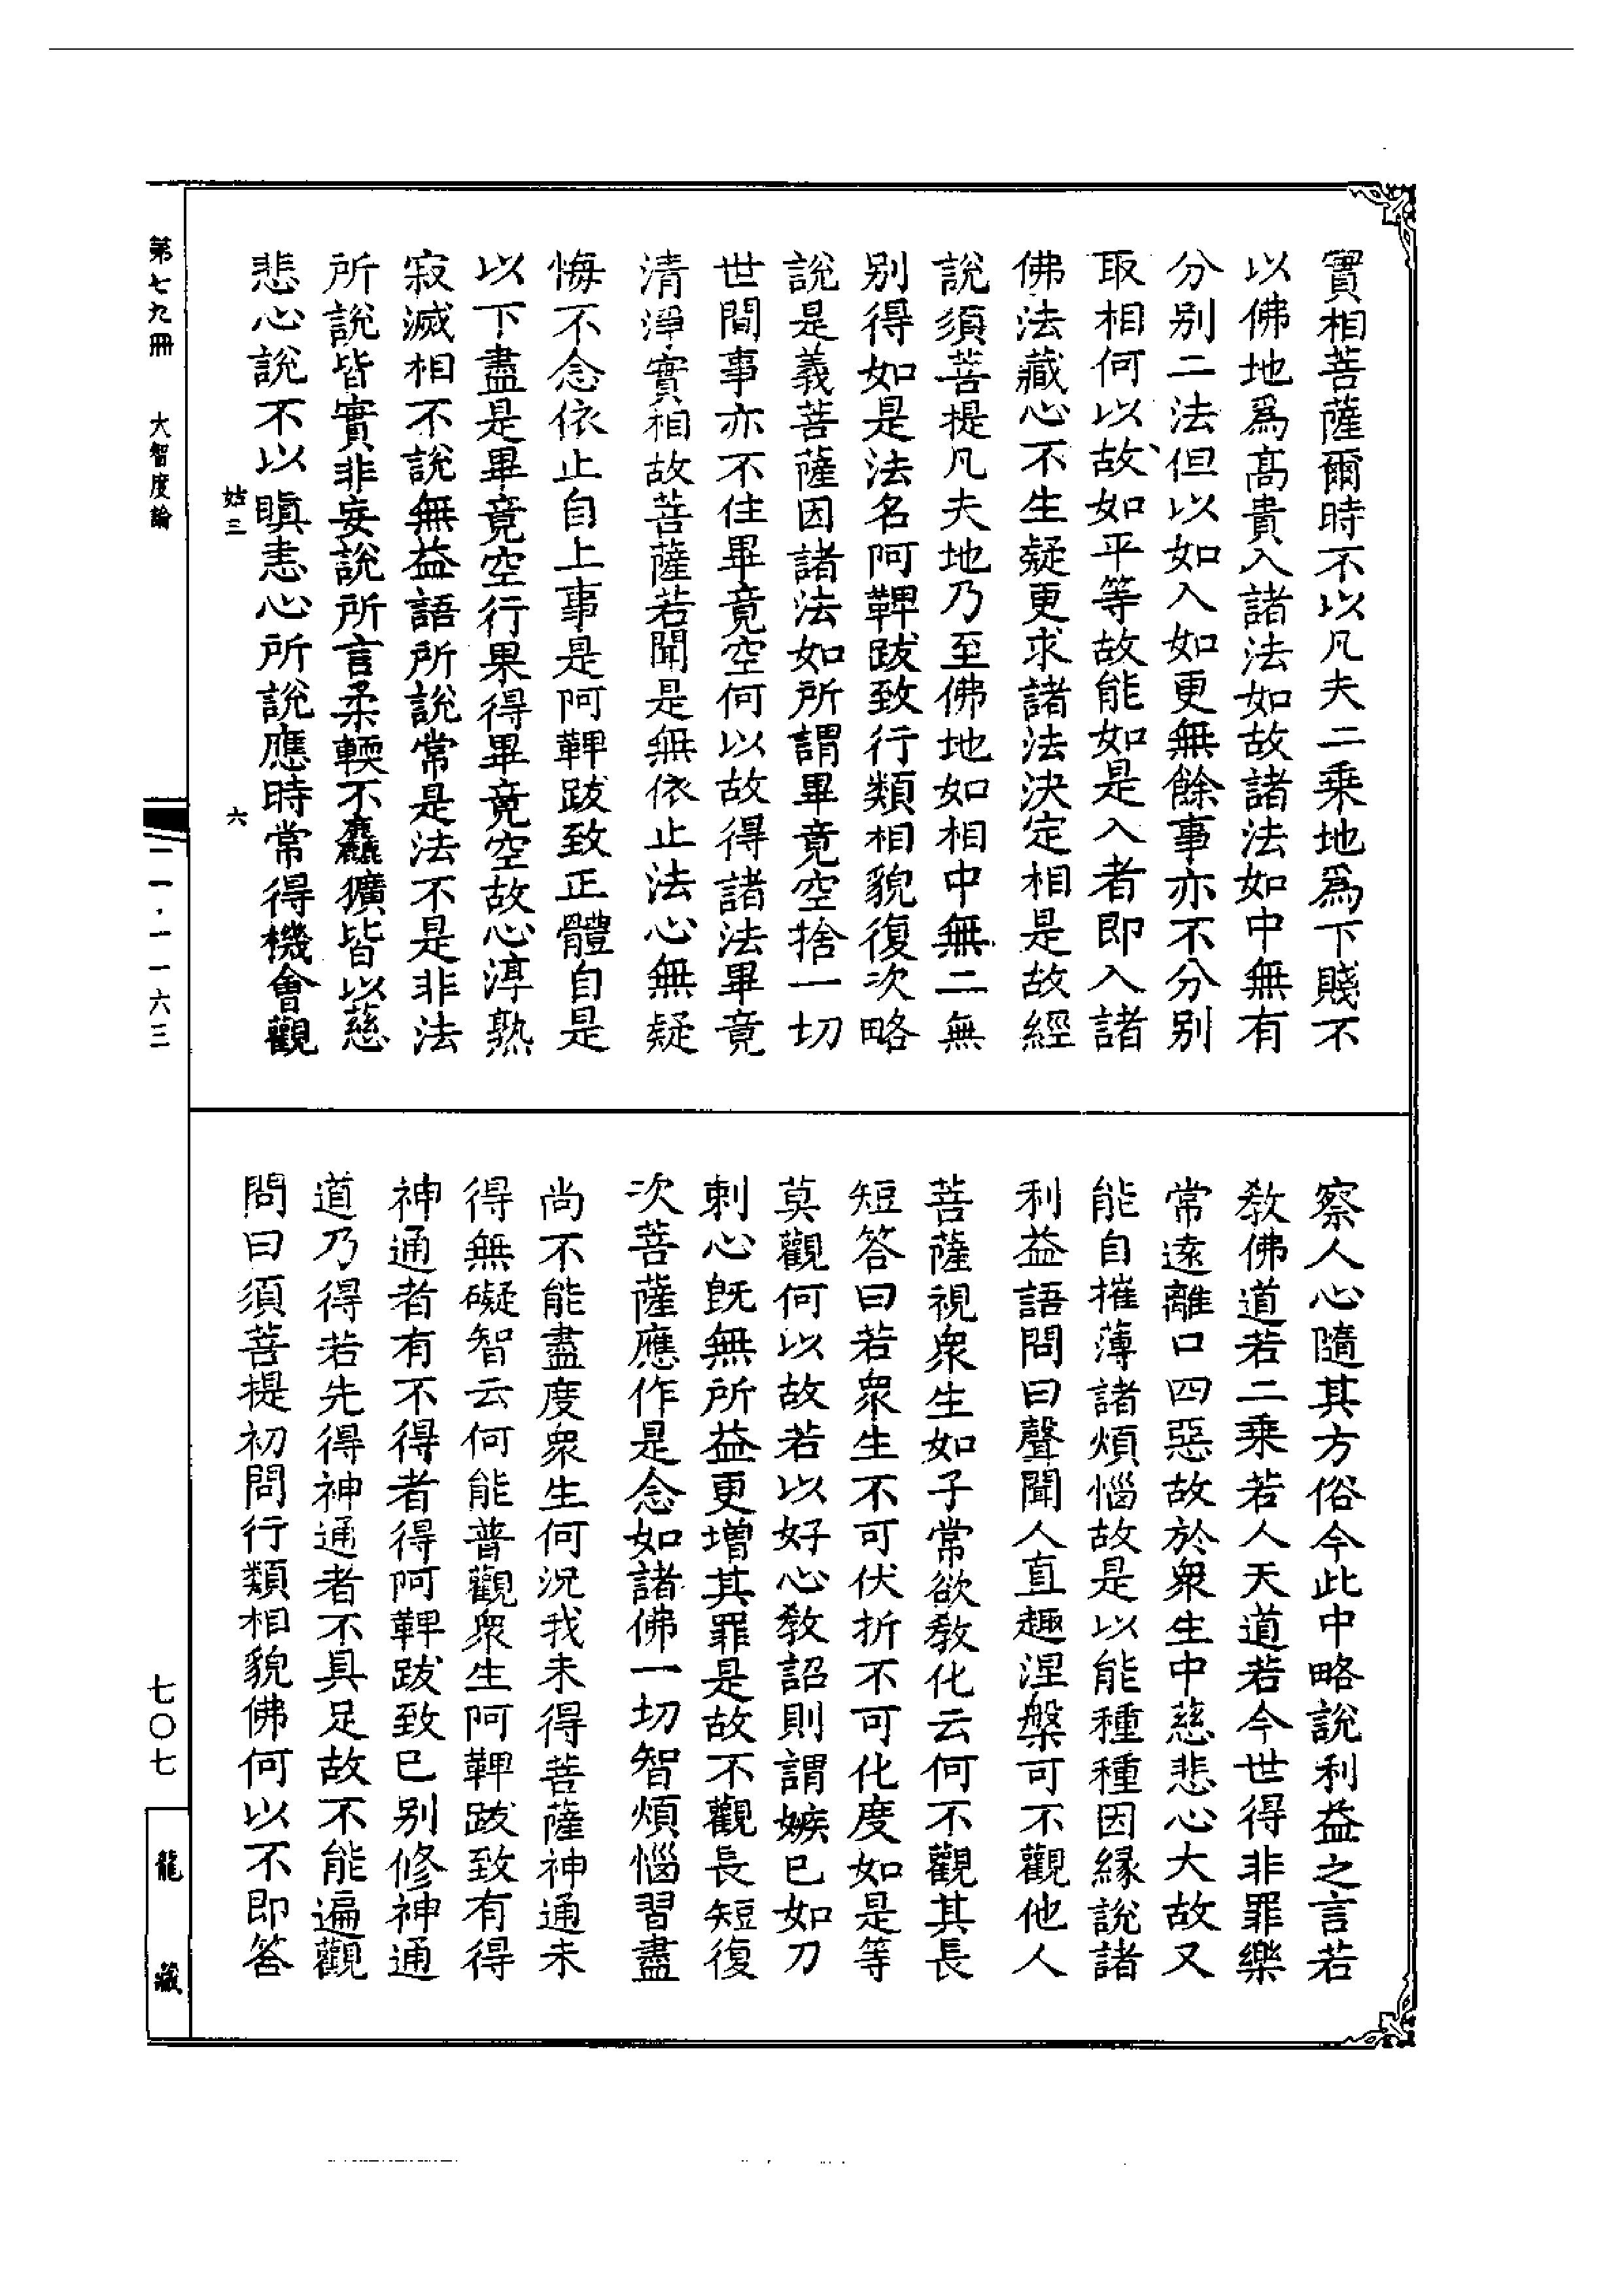 實相菩薩爾時不以凡夫二乗地爲下賤不
以佛地爲髙貴入諸法如故諸法如中無有
分别二法但以如入如更無餘事亦不分别
取相何以故如平等故能如是入者即入諸
佛法藏心不生疑更求諸法決定相是故經
說須菩提凡夫地乃至佛地如相中無二無
别得如是法名阿鞞跋致行類相貌復次略
說是義菩薩因諸法如所謂畢竟空捨一切
世間事亦不住畢竟空何以故得諸法畢竟
清淨實相故菩薩若聞是無依止法心無疑
悔不念依止自上事是阿鞞跋致正體自是
以下盡是畢竟空行果得畢竟空故心淳熟
寂滅相不說無益語所說常是法不是非法
所說皆實非妄說所言柔輭不麤獷皆以慈
悲心說不以瞋恚心所說應時常得機會觀
姑三
六
察人心隨其方俗今此中略說利益之言若
敎佛道若二乗若人天道若今世得非罪樂
常遠離口四惡故於衆生中慈悲心大故又
能自摧薄諸煩惱故是以能種種因縁說諸
利益語問曰聲聞人直趣涅槃可不觀他人
菩薩視衆生如子常欲敎化云何不觀其長
短答曰若衆生不可伏折不可化度如是等
莫觀何以故若以好心敎詔則謂嫉已如刀
刺心旣無所益更增其罪是故不觀長短復
次菩薩應作是念如諸佛一切智煩惱習盡
尚不能盡度衆生何況我未得菩薩神通未
得無礙智云何能普觀衆生阿鞞跋致有得
神通者有不得者得阿鞞跋致已别修神通
道乃得若先得神通者不具足故不能遍觀
問曰須菩提初問行類相貌佛何以不即答
第七九冊　大智度論
一一·一一六三
七〇七
龍藏